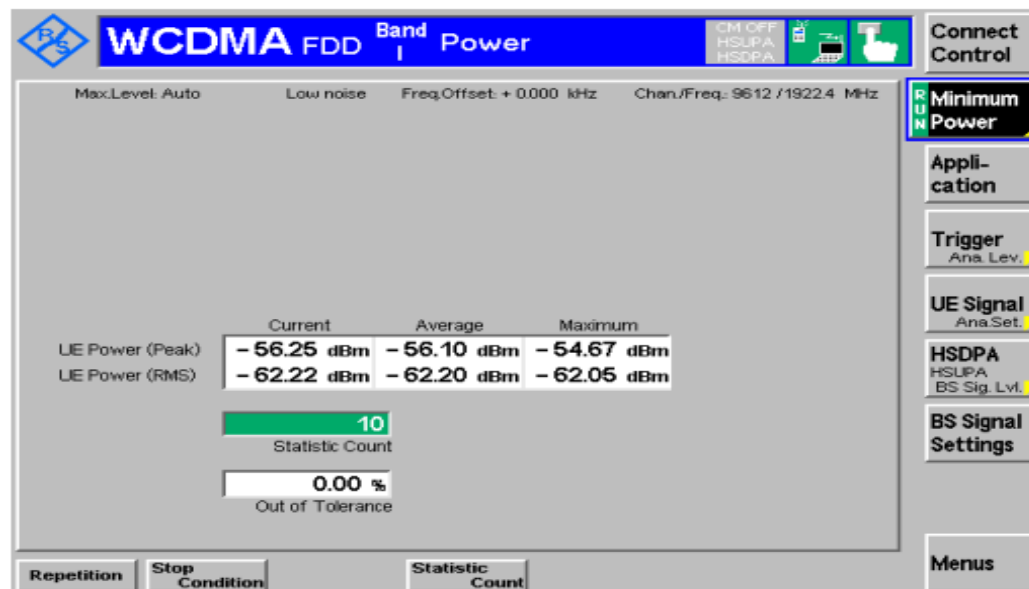 R&S
WCDMA FDD Band I Power
CM OFF
HSUPA
HSDPA
Connect
Control
Max.Level: Auto Low noise Freq.Offset: + 0.000 kHz Chan./Freq.: 9612 / 1922.4 MHz
RUN
Minimum
Power
Appli-
cation
Trigger
Ana. Lev.
UE Signal
Ana.Set.
Current Average Maximum
UE Power (Peak) - 56.25 dBm - 56.10 dBm - 54.67 dBm
UE Power (RMS) - 62.22 dBm - 62.20 dBm - 62.05 dBm
HSDPA
HSUPA
BS Sig. Lvl.
10
Statistic Count
BS Signal
Settings
0.00 %
Out of Tolerance
Repetition
Stop
Condition
Statistic
Count
Menus